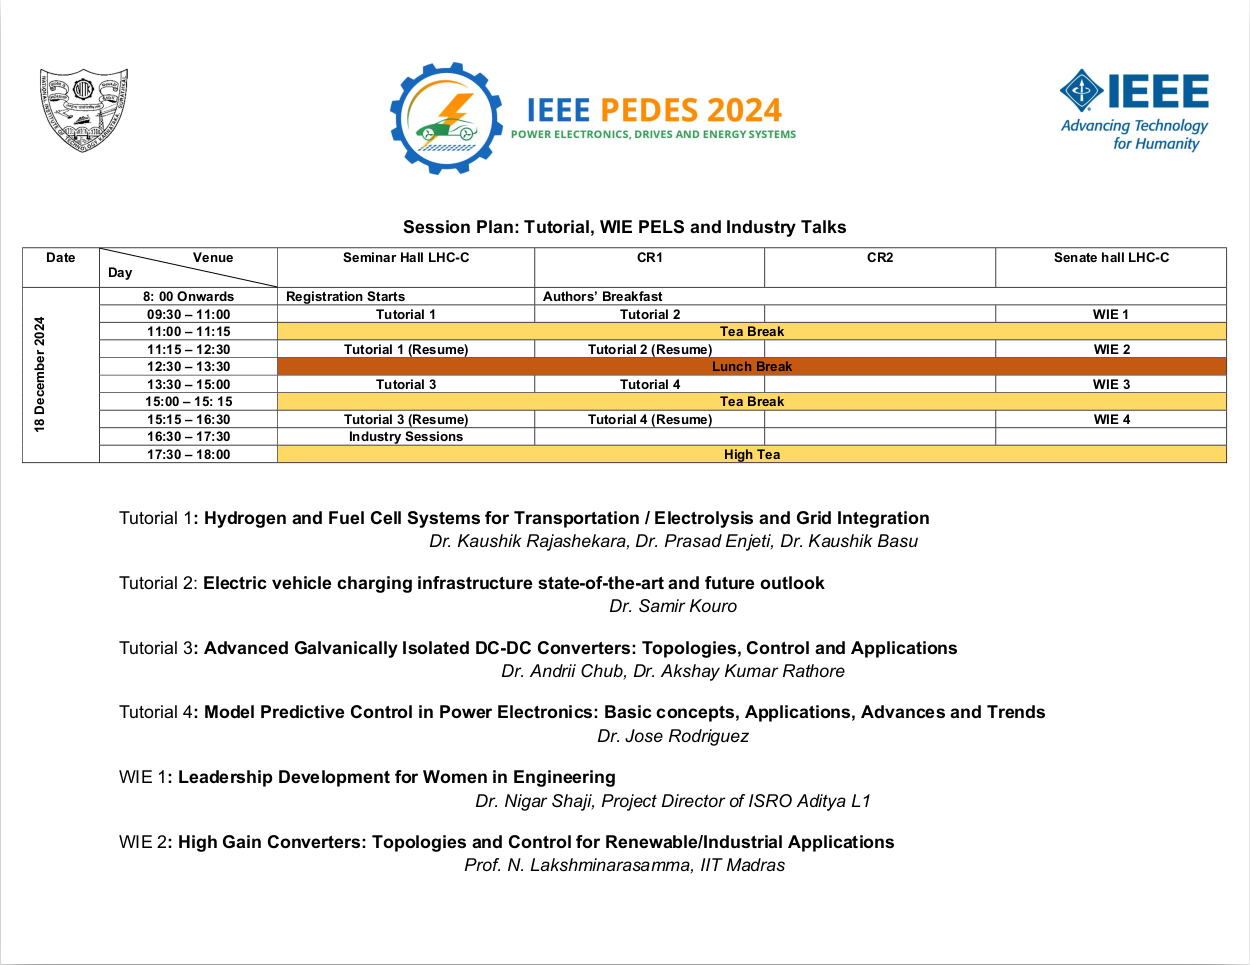 IEEE PEDES 2024
POWER ELECTRONICS, DRIVES AND ENERGY SYSTEMS
IEEE
Advancing Technology
for Humanity
Session Plan: Tutorial, WIE PELS and Industry Talks
Date Venue Day Seminar Hall LHC-C CR1 CR2 Senate hall LHC-C
18 December 2024
8: 00 Onwards Registration Starts Authors’ Breakfast
09:30 – 11:00 Tutorial 1 Tutorial 2 WIE 1
11:00 – 11:15 Tea Break
11:15 – 12:30 Tutorial 1 (Resume) Tutorial 2 (Resume) WIE 2
12:30 – 13:30 Lunch Break
13:30 – 15:00 Tutorial 3 Tutorial 4 WIE 3
15:00 – 15: 15 Tea Break
15:15 – 16:30 Tutorial 3 (Resume) Tutorial 4 (Resume) WIE 4
16:30 – 17:30 Industry Sessions
17:30 – 18:00 High Tea
Tutorial 1: Hydrogen and Fuel Cell Systems for Transportation / Electrolysis and Grid Integration
Dr. Kaushik Rajashekara, Dr. Prasad Enjeti, Dr. Kaushik Basu
Tutorial 2: Electric vehicle charging infrastructure state-of-the-art and future outlook
Dr. Samir Kouro
Tutorial 3: Advanced Galvanically Isolated DC-DC Converters: Topologies, Control and Applications
Dr. Andrii Chub, Dr. Akshay Kumar Rathore
Tutorial 4: Model Predictive Control in Power Electronics: Basic concepts, Applications, Advances and Trends
Dr. Jose Rodriguez
WIE 1: Leadership Development for Women in Engineering
Dr. Nigar Shaji, Project Director of ISRO Aditya L1
WIE 2: High Gain Converters: Topologies and Control for Renewable/Industrial Applications
Prof. N. Lakshminarasamma, IIT Madras